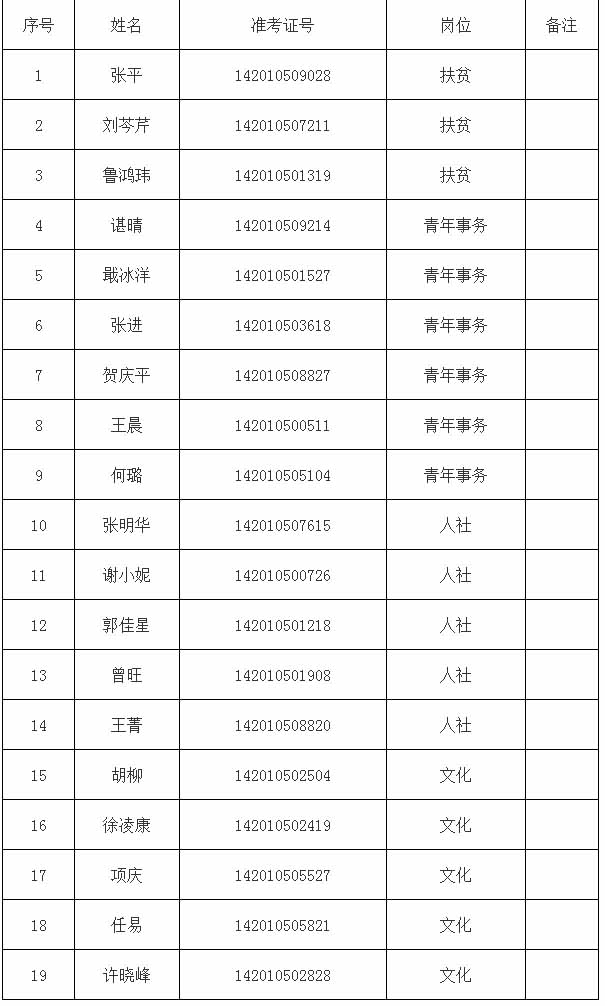 序号 姓名 准考证号 岗位 备注
1 张平 142010509028 扶贫
2 刘芩芹 142010507211 扶贫
3 鲁鸿玮 142010501319 扶贫
4 谌晴 142010509214 青年事务
5 戢冰洋 142010501527 青年事务
6 张进 142010503618 青年事务
7 贺庆平 142010508827 青年事务
8 王晨 142010500511 青年事务
9 何璐 142010505104 青年事务
10 张明华 142010507615 人社
11 谢小妮 142010500726 人社
12 郭佳星 142010501218 人社
13 曾旺 142010501908 人社
14 王菁 142010508820 人社
15 胡柳 142010502504 文化
16 徐凌康 142010502419 文化
17 项庆 142010505527 文化
18 任易 142010505821 文化
19 许晓峰 142010502828 文化